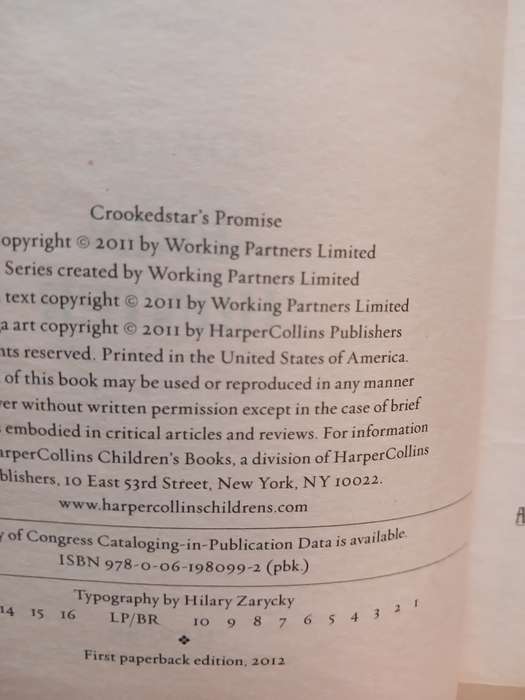 Crookedstar's Promise
opyright © 2011 by Working Partners Limited
Series created by Working Partners Limited
text copyright © 2011 by Working Partners Limited
a art copyright © 2011 by HarperCollins Publishers
nts reserved. Printed in the United States of America.
of this book may be used or reproduced in any manner
er without written permission except in the case of brief
embodied in critical articles and reviews. For information
arperCollins Children's Books, a division of HarperCollins
blishers, 10 East 53rd Street, New York, NY 10022.
www.harpercollinschildrens.com
y of Congress Cataloging-in-Publication Data is available.
ISBN 978-0-06-198099-2 (pbk.)
Typography by Hilary Zarycky
14 15 16 LP/BR 10 9 8 7 6 5 4 3 2 1
❖
First paperback edition, 2012